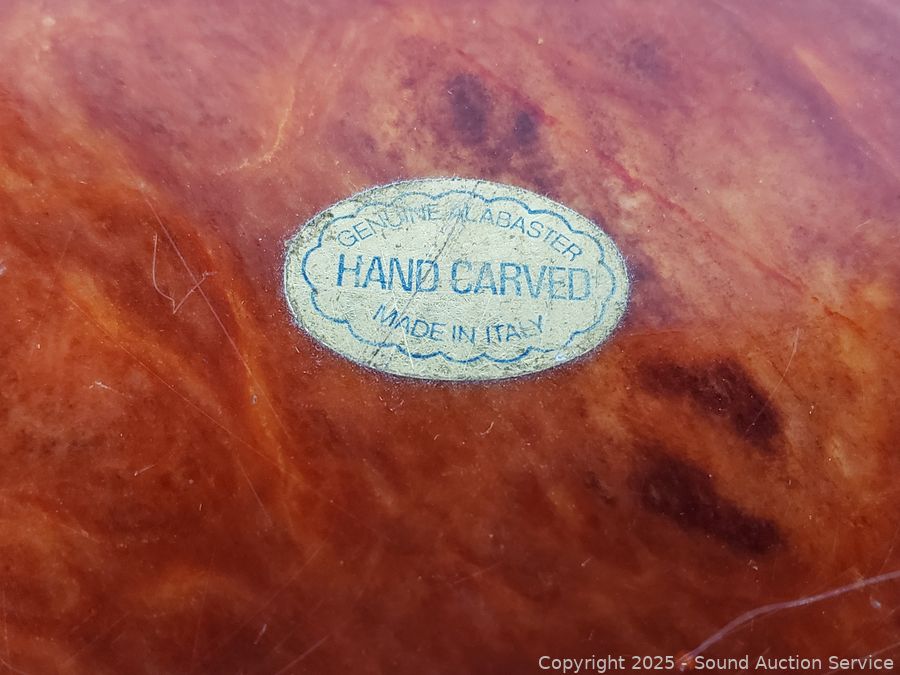 GENUINE ALABASTER
HAND CARVED
MADE IN ITALY
Copyright 2025 - Sound Auction Service